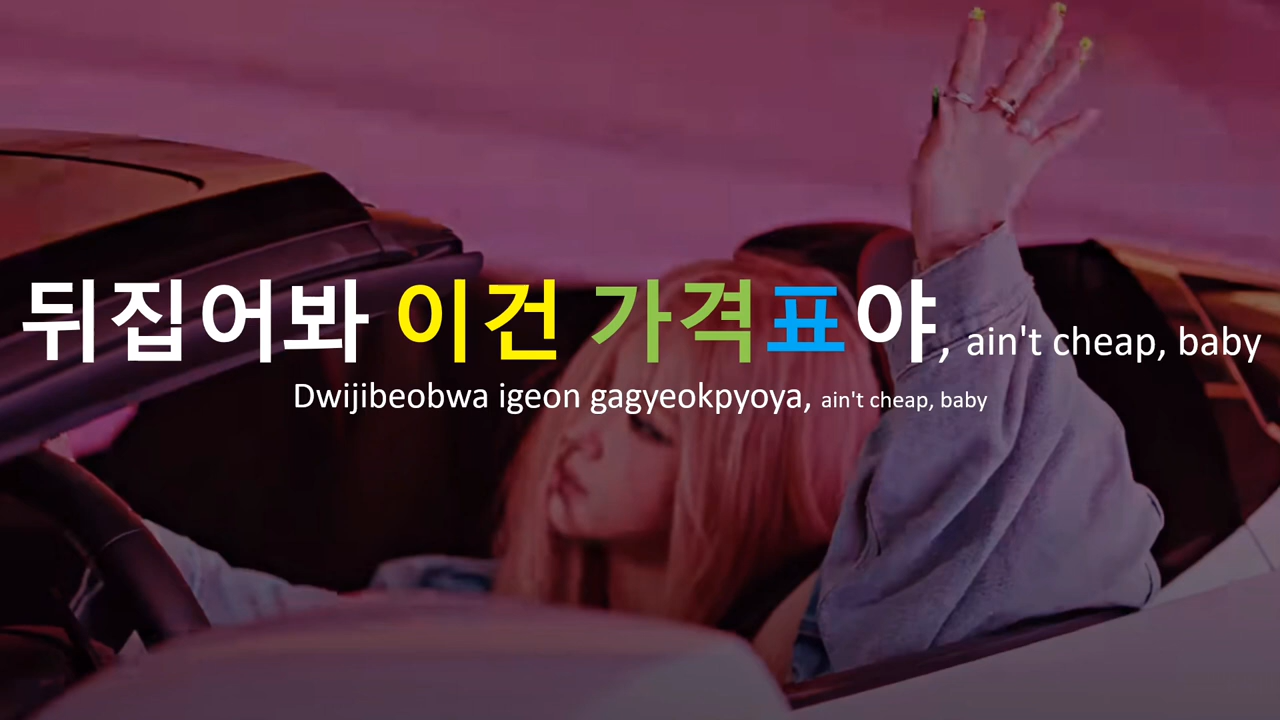 뒤집어봐 이건 가격표야, ain't cheap, baby
Dwijibeobwa igeon gagyeokpyoya, ain't cheap, baby